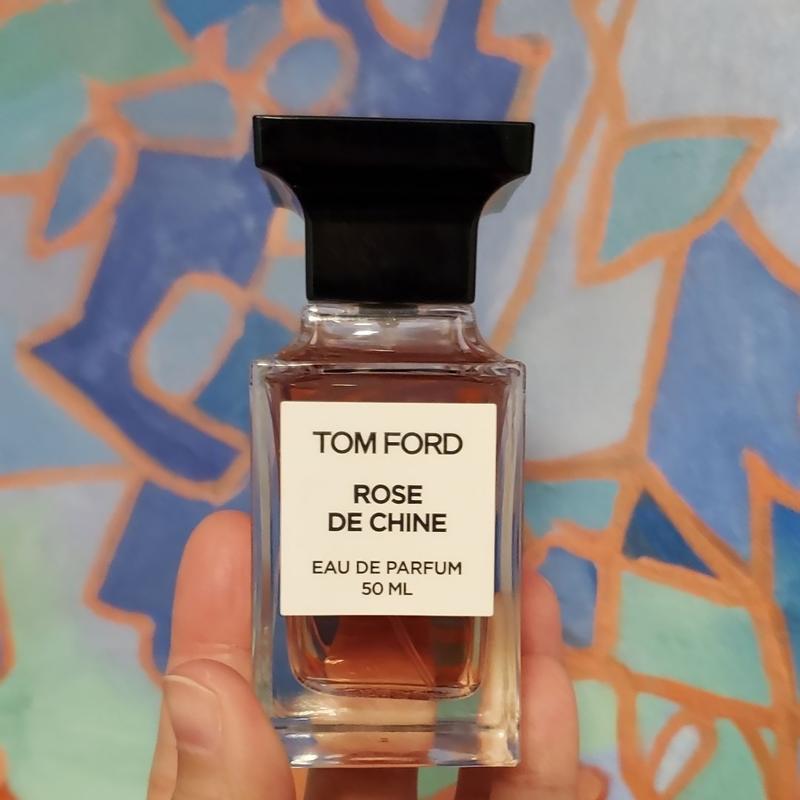 TOM FORD
ROSE
DE CHINE
EAU DE PARFUM
50 ML